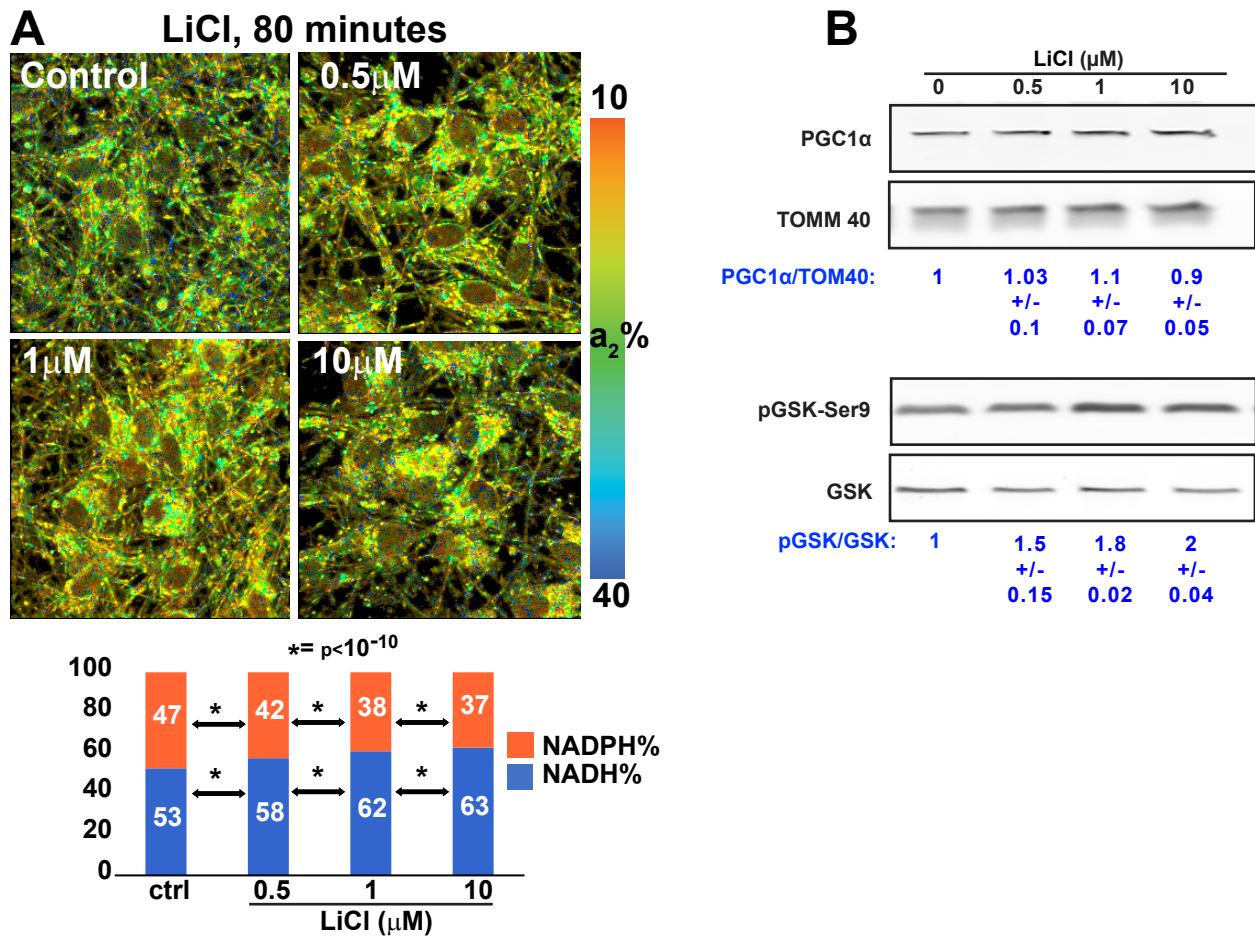 A
LiCl, 80 minutes
Control
0.5μM
1μM
10μM
10
a₂%
40
*= p<10⁻¹⁰
100
80
60
40
20
0
47
*
42
*
38
*
37
53
*
58
*
62
*
63
NADPH%
NADH%
ctrl
0.5
1
10
LiCl (μM)
B
LiCl (μM)
0 0.5 1 10
PGC1α
TOMM 40
PGC1α/TOM40: 1 1.03 1.1 0.9
+/- +/- +/-
0.1 0.07 0.05
pGSK-Ser9
GSK
pGSK/GSK: 1 1.5 1.8 2
+/- +/- +/-
0.15 0.02 0.04